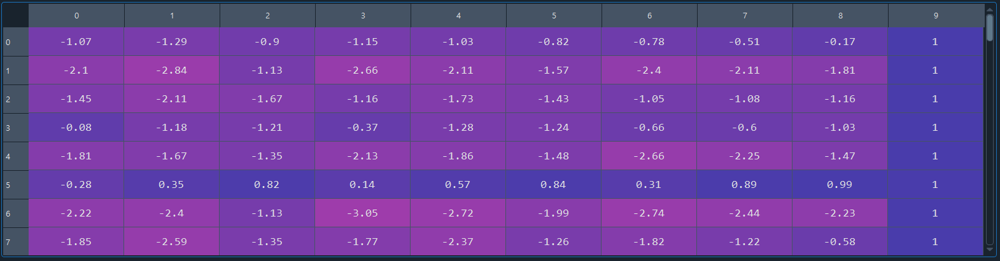 0 1 2 3 4 5 6 7 8 9
0 -1.07 -1.29 -0.9 -1.15 -1.03 -0.82 -0.78 -0.51 -0.17 1
1 -2.1 -2.84 -1.13 -2.66 -2.11 -1.57 -2.4 -2.11 -1.81 1
2 -1.45 -2.11 -1.67 -1.16 -1.73 -1.43 -1.05 -1.08 -1.16 1
3 -0.08 -1.18 -1.21 -0.37 -1.28 -1.24 -0.66 -0.6 -1.03 1
4 -1.81 -1.67 -1.35 -2.13 -1.86 -1.48 -2.66 -2.25 -1.47 1
5 -0.28 0.35 0.82 0.14 0.57 0.84 0.31 0.89 0.99 1
6 -2.22 -2.4 -1.13 -3.05 -2.72 -1.99 -2.74 -2.44 -2.23 1
7 -1.85 -2.59 -1.35 -1.77 -2.37 -1.26 -1.82 -1.22 -0.58 1